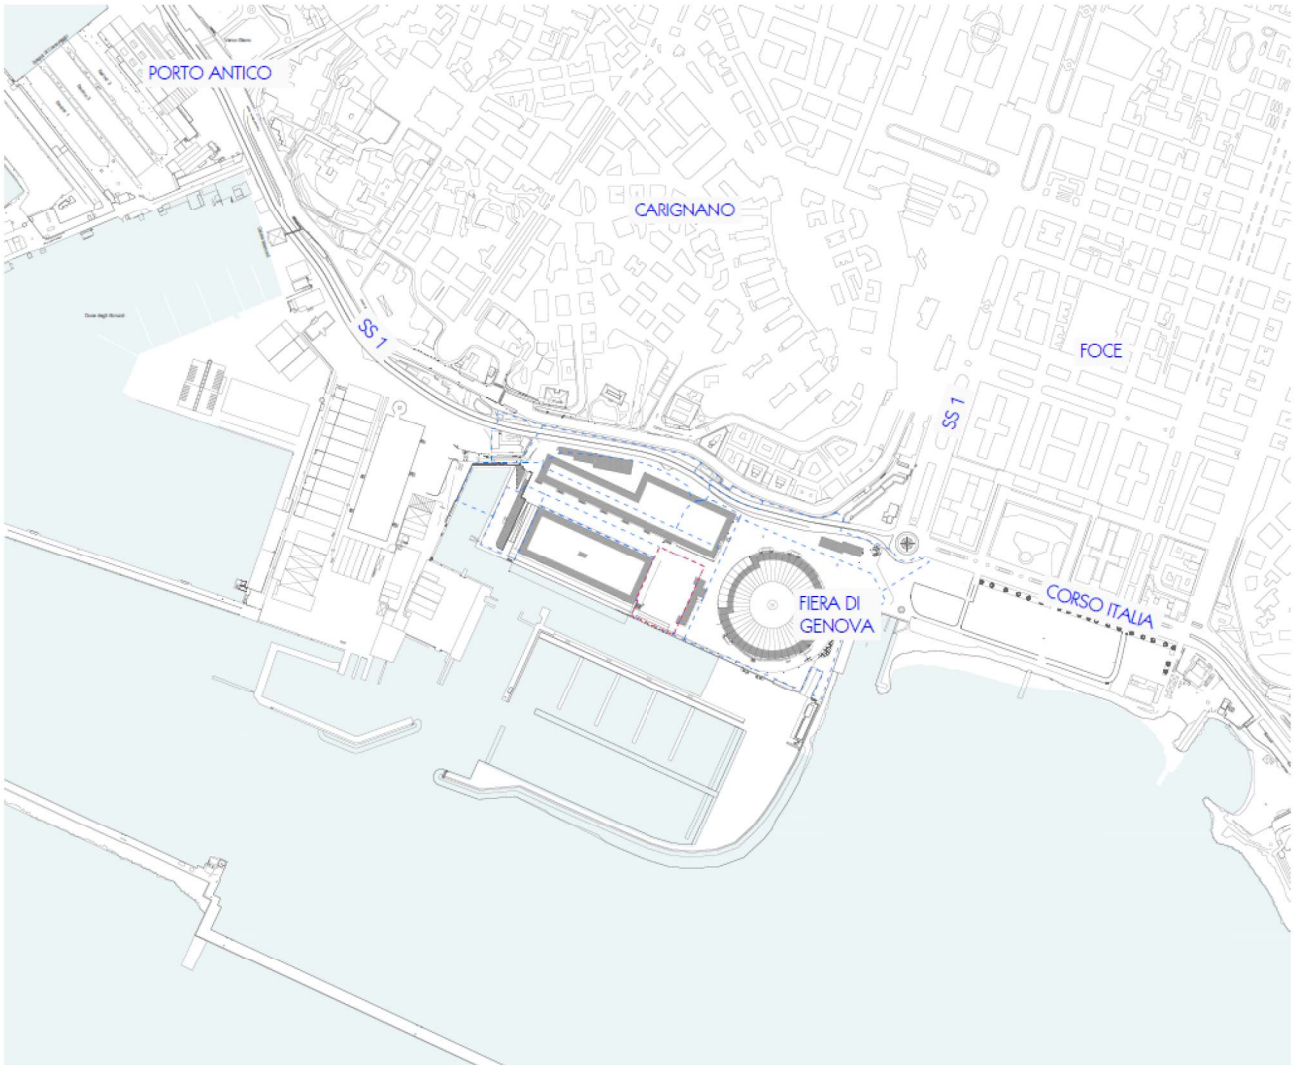 PORTO ANTICO
CARIGNANO
SS 1
FOCE
SS 1
CORSO ITALIA
FIERA DI
GENOVA